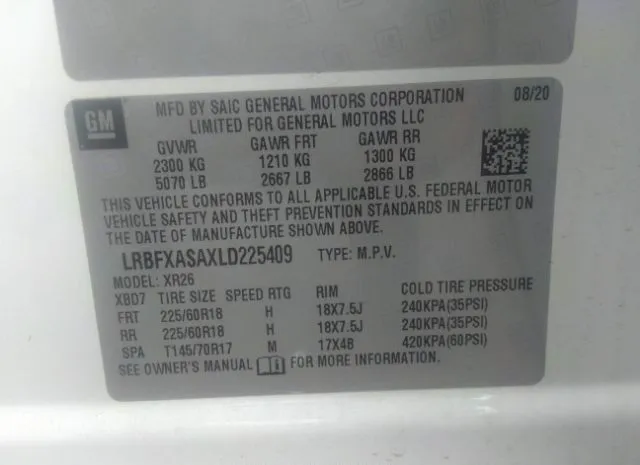 GM
MFD BY SAIC GENERAL MOTORS CORPORATION 08/20
LIMITED FOR GENERAL MOTORS LLC
GVWR GAWR FRT GAWR RR
2300 KG 1210 KG 1300 KG
5070 LB 2667 LB 2866 LB
THIS VEHICLE CONFORMS TO ALL APPLICABLE U.S. FEDERAL MOTOR
VEHICLE SAFETY AND THEFT PREVENTION STANDARDS IN EFFECT ON
THE DATE OF MANUFACTURE SHOWN ABOVE.
LRBFXASAXLD225409 TYPE: M.P.V.
MODEL: XR26
XBD7 TIRE SIZE SPEED RTG RIM COLD TIRE PRESSURE
FRT 225/60R18 H 18X7.5J 240KPA(35PSI)
RR 225/60R18 H 18X7.5J 240KPA(35PSI)
SPA T145/70R17 M 17X4B 420KPA(60PSI)
SEE OWNER'S MANUAL FOR MORE INFORMATION.